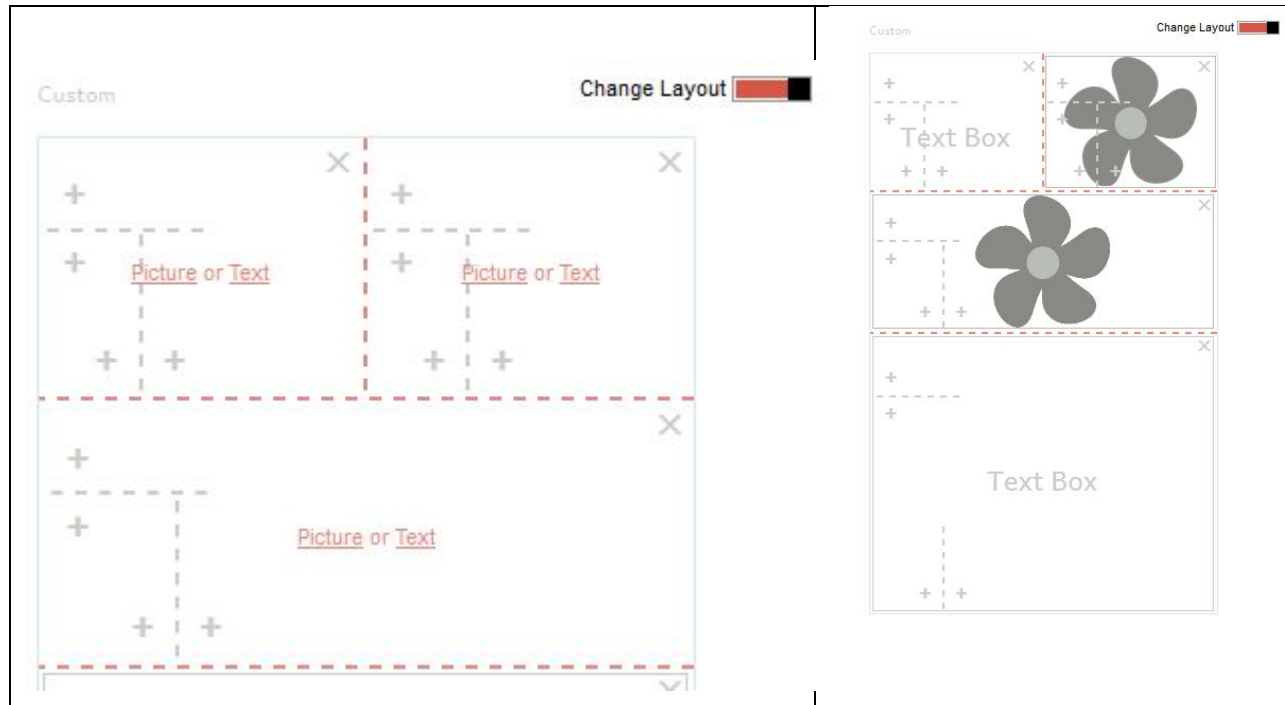 Custom
Change Layout
Picture or Text
Picture or Text
Picture or Text
Custom
Change Layout
Text Box
Text Box